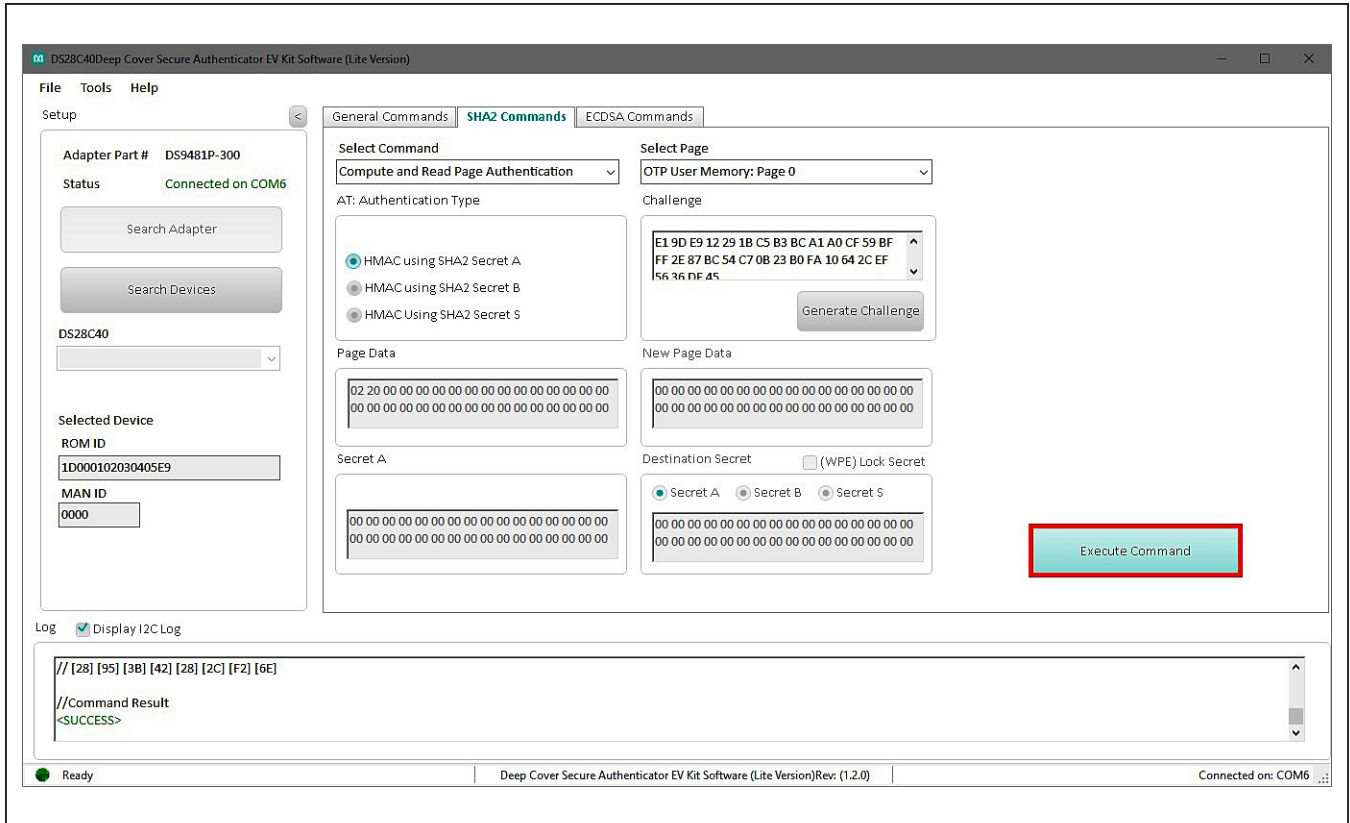 DS28C40Deep Cover Secure Authenticator EV Kit Software (Lite Version)
File Tools Help
Setup
<
Adapter Part # DS9481P-300
Status Connected on COM6
Search Adapter
Search Devices
DS28C40
Selected Device
ROM ID
1D000102030405E9
MAN ID
0000
General Commands SHA2 Commands ECDSA Commands
Select Command
Compute and Read Page Authentication
Select Page
OTP User Memory: Page 0
AT: Authentication Type
HMAC using SHA2 Secret A
HMAC using SHA2 Secret B
HMAC Using SHA2 Secret S
Challenge
E1 9D E9 12 29 1B C5 B3 BC A1 A0 CF 59 BF
FF 2E 87 BC 54 C7 0B 23 B0 FA 10 64 2C EF
56 36 DF 45
Generate Challenge
Page Data
02 20 00 00 00 00 00 00 00 00 00 00 00 00 00 00
00 00 00 00 00 00 00 00 00 00 00 00 00 00 00 00
New Page Data
00 00 00 00 00 00 00 00 00 00 00 00 00 00 00 00
00 00 00 00 00 00 00 00 00 00 00 00 00 00 00 00
Secret A
00 00 00 00 00 00 00 00 00 00 00 00 00 00 00 00
00 00 00 00 00 00 00 00 00 00 00 00 00 00 00 00
Destination Secret (WPE) Lock Secret
Secret A Secret B Secret S
00 00 00 00 00 00 00 00 00 00 00 00 00 00 00 00
00 00 00 00 00 00 00 00 00 00 00 00 00 00 00 00
Execute Command
Log Display I2C Log
// [28] [95] [3B] [42] [28] [2C] [F2] [6E]
//Command Result
<SUCCESS>
Ready
Deep Cover Secure Authenticator EV Kit Software (Lite Version)Rev: (1.2.0)
Connected on: COM6